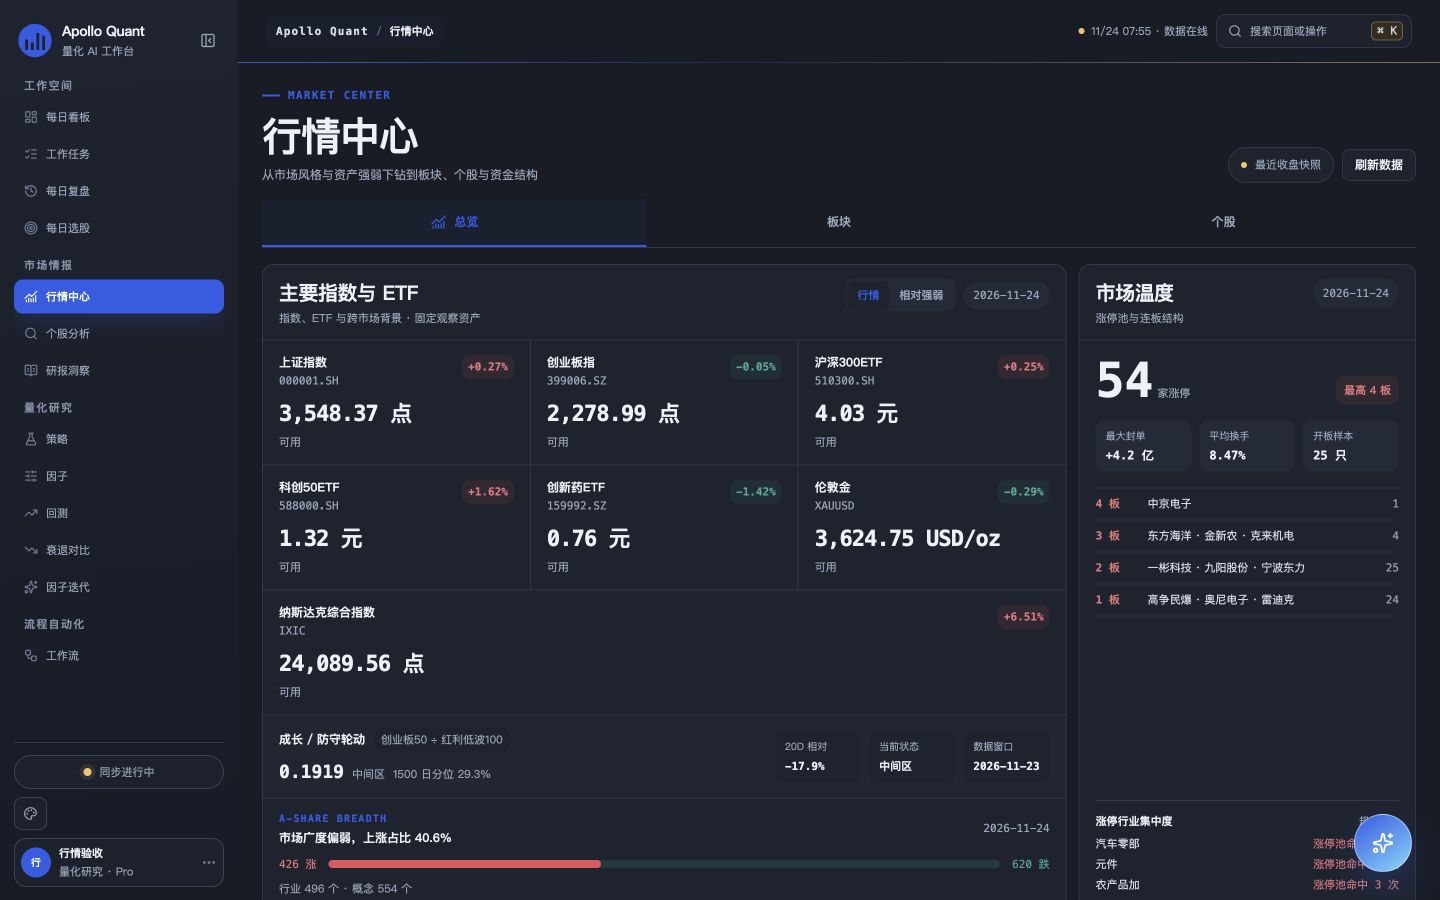 Apollo Quant
量化 AI 工作台
工作空间
每日看板
工作任务
每日复盘
每日选股
市场情报
行情中心
个股分析
研报洞察
量化研究
策略
因子
回测
衰退对比
因子迭代
流程自动化
工作流
同步进行中
行
行情验收
量化研究 · Pro
Apollo Quant / 行情中心
11/24 07:55 · 数据在线
搜索页面或操作
⌘ K
MARKET CENTER
行情中心
从市场风格与资产强弱下钻到板块、个股与资金结构
最近收盘快照
刷新数据
总览
板块
个股
主要指数与 ETF
指数、ETF 与跨市场背景 · 固定观察资产
行情
相对强弱
2026-11-24
上证指数
000001.SH
+0.27%
3,548.37 点
可用
创业板指
399006.SZ
-0.05%
2,278.99 点
可用
沪深300ETF
510300.SH
+0.25%
4.03 元
可用
科创50ETF
588000.SH
+1.62%
1.32 元
可用
创新药ETF
159992.SZ
-1.42%
0.76 元
可用
伦敦金
XAUUSD
-0.29%
3,624.75 USD/oz
可用
纳斯达克综合指数
IXIC
+6.51%
24,089.56 点
可用
成长 / 防守轮动
创业板50 ÷ 红利低波100
0.1919 中间区 1500 日分位 29.3%
20D 相对
-17.9%
当前状态
中间区
数据窗口
2026-11-23
A-SHARE BREADTH
市场广度偏弱，上涨占比 40.6%
2026-11-24
426 涨
620 跌
行业 496 个 · 概念 554 个
市场温度
涨停池与连板结构
2026-11-24
54 家涨停
最高 4 板
最大封单
+4.2 亿
平均换手
8.47%
开板样本
25 只
4 板 中京电子 1
3 板 东方海洋 · 金新农 · 克来机电 4
2 板 一彬科技 · 九阳股份 · 宁波东力 25
1 板 高争民爆 · 奥尼电子 · 雷迪克 24
涨停行业集中度
汽车零部 涨停池命
元件 涨停池命中
农产品加 涨停池命中 3 次